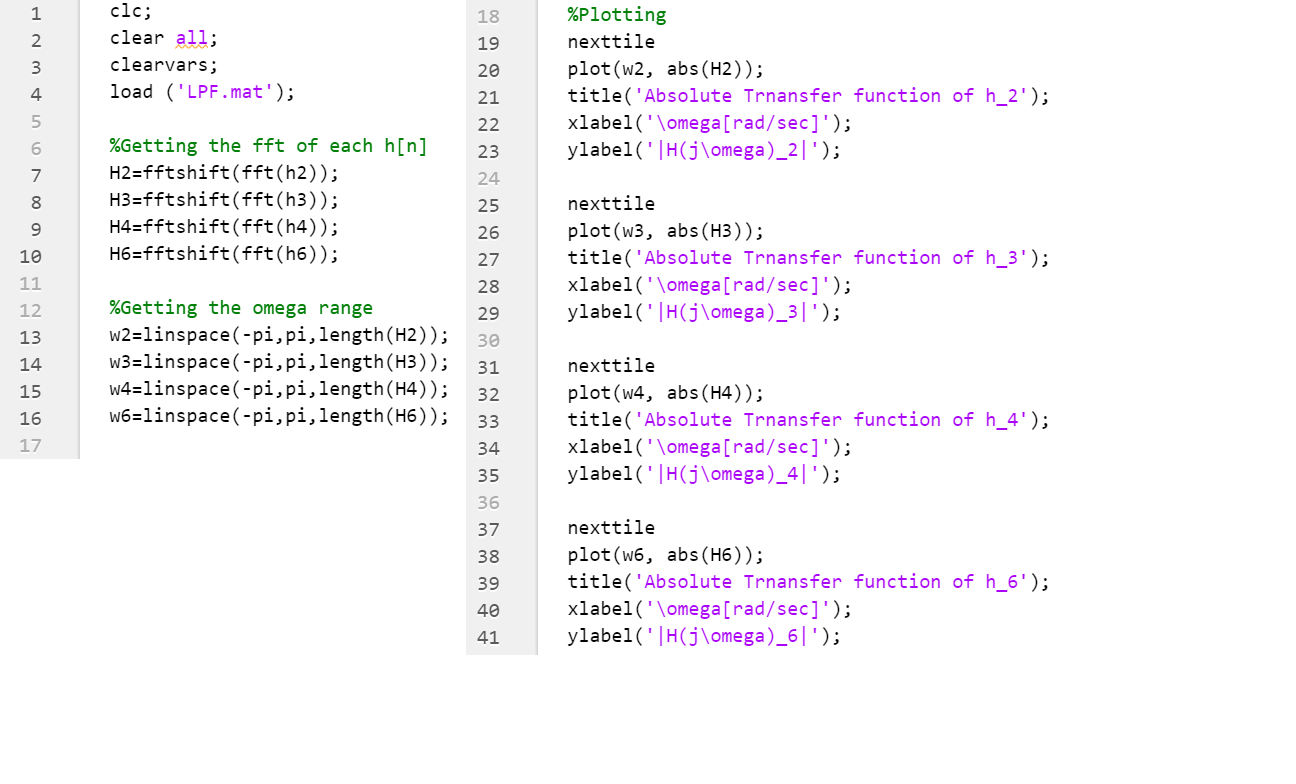 1 clc;
2 clear all;
3 clearvars;
4 load ('LPF.mat');
5
6 %Getting the fft of each h[n]
7 H2=fftshift(fft(h2));
8 H3=fftshift(fft(h3));
9 H4=fftshift(fft(h4));
10 H6=fftshift(fft(h6));
11
12 %Getting the omega range
13 w2=linspace(-pi,pi,length(H2));
14 w3=linspace(-pi,pi,length(H3));
15 w4=linspace(-pi,pi,length(H4));
16 w6=linspace(-pi,pi,length(H6));
17
18 %Plotting
19 nexttile
20 plot(w2, abs(H2));
21 title('Absolute Trnansfer function of h_2');
22 xlabel('\omega[rad/sec]');
23 ylabel('|H(j\omega)_2|');
24
25 nexttile
26 plot(w3, abs(H3));
27 title('Absolute Trnansfer function of h_3');
28 xlabel('\omega[rad/sec]');
29 ylabel('|H(j\omega)_3|');
30
31 nexttile
32 plot(w4, abs(H4));
33 title('Absolute Trnansfer function of h_4');
34 xlabel('\omega[rad/sec]');
35 ylabel('|H(j\omega)_4|');
36
37 nexttile
38 plot(w6, abs(H6));
39 title('Absolute Trnansfer function of h_6');
40 xlabel('\omega[rad/sec]');
41 ylabel('|H(j\omega)_6|');